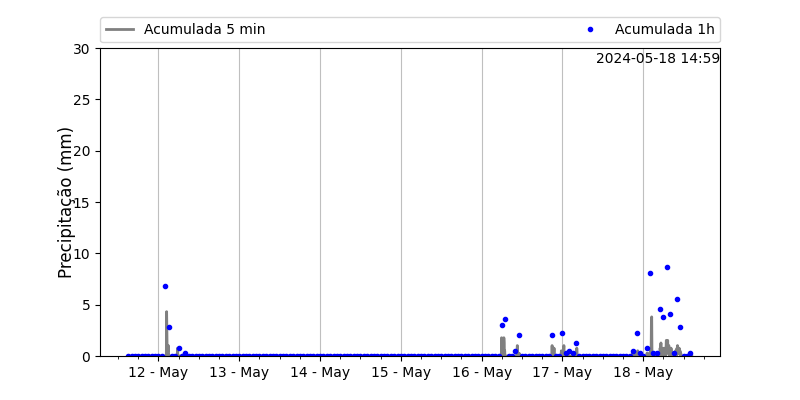 Acumulada 5 min
Acumulada 1h
2024-05-18 14:59
Precipitação (mm)
30
25
20
15
10
5
0
12 - May
13 - May
14 - May
15 - May
16 - May
17 - May
18 - May